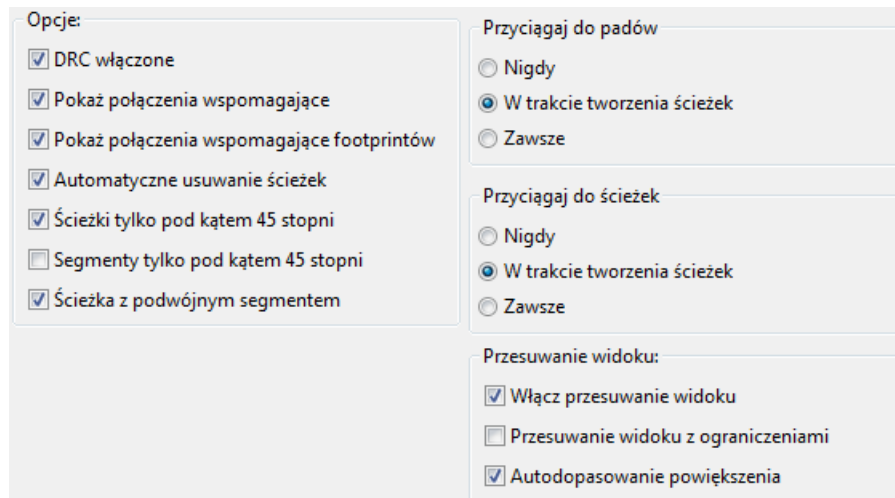 Opcje:
DRC włączone
Pokaż połączenia wspomagające
Pokaż połączenia wspomagające footprintów
Automatyczne usuwanie ścieżek
Ścieżki tylko pod kątem 45 stopni
Segmenty tylko pod kątem 45 stopni
Ścieżka z podwójnym segmentem
Przyciągaj do padów
Nigdy
W trakcie tworzenia ścieżek
Zawsze
Przyciągaj do ścieżek
Nigdy
W trakcie tworzenia ścieżek
Zawsze
Przesuwanie widoku:
Włącz przesuwanie widoku
Przesuwanie widoku z ograniczeniami
Autodopasowanie powiększenia